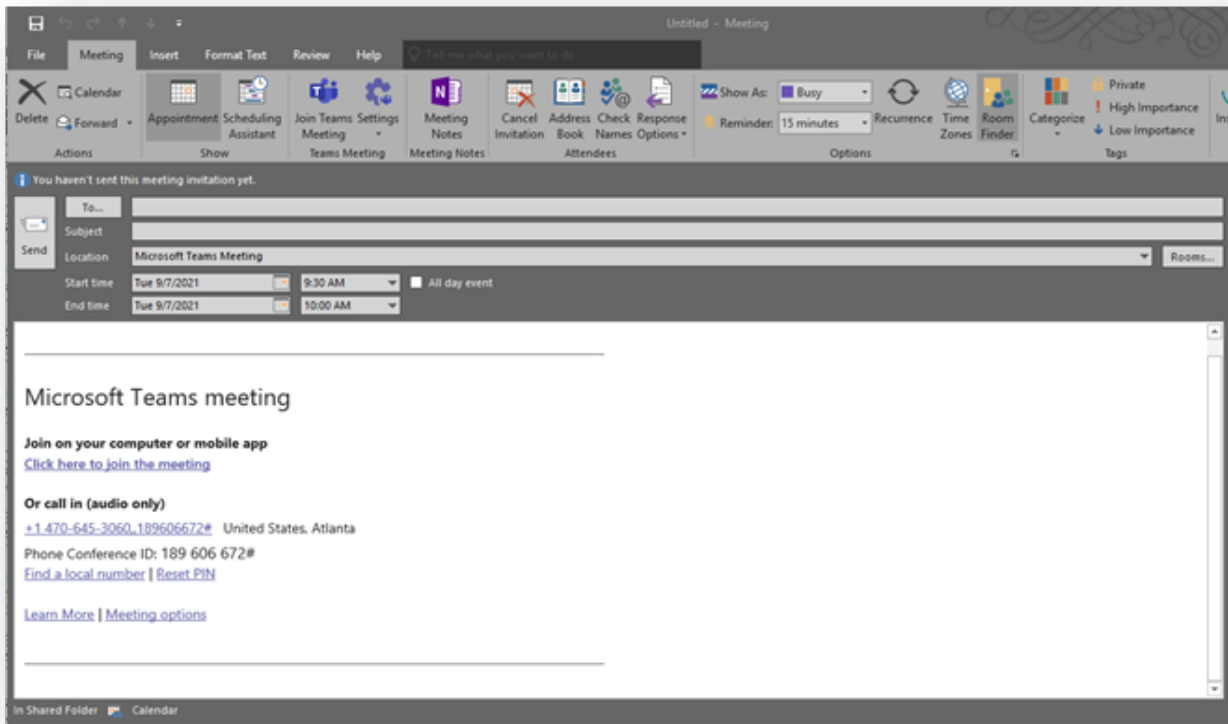 Untitled - Meeting
File Meeting Insert Format Text Review Help Tell me what you want to do
Delete Calendar Forward Appointment Scheduling Assistant Join Teams Meeting Settings Meeting Notes Cancel Invitation Address Book Check Names Response Options Show As: Busy Reminder: 15 minutes Recurrence Time Zones Room Finder Categorize Private High Importance Low Importance
Actions Show Teams Meeting Meeting Notes Attendees Options Tags
You haven't sent this meeting invitation yet.
Send
To...
Subject
Location Microsoft Teams Meeting Rooms...
Start time Tue 9/7/2021 9:30 AM All day event
End time Tue 9/7/2021 10:00 AM
Microsoft Teams meeting
Join on your computer or mobile app
Click here to join the meeting
Or call in (audio only)
+1 470-645-3060,,189606672# United States, Atlanta
Phone Conference ID: 189 606 672#
Find a local number | Reset PIN
Learn More | Meeting options
In Shared Folder Calendar